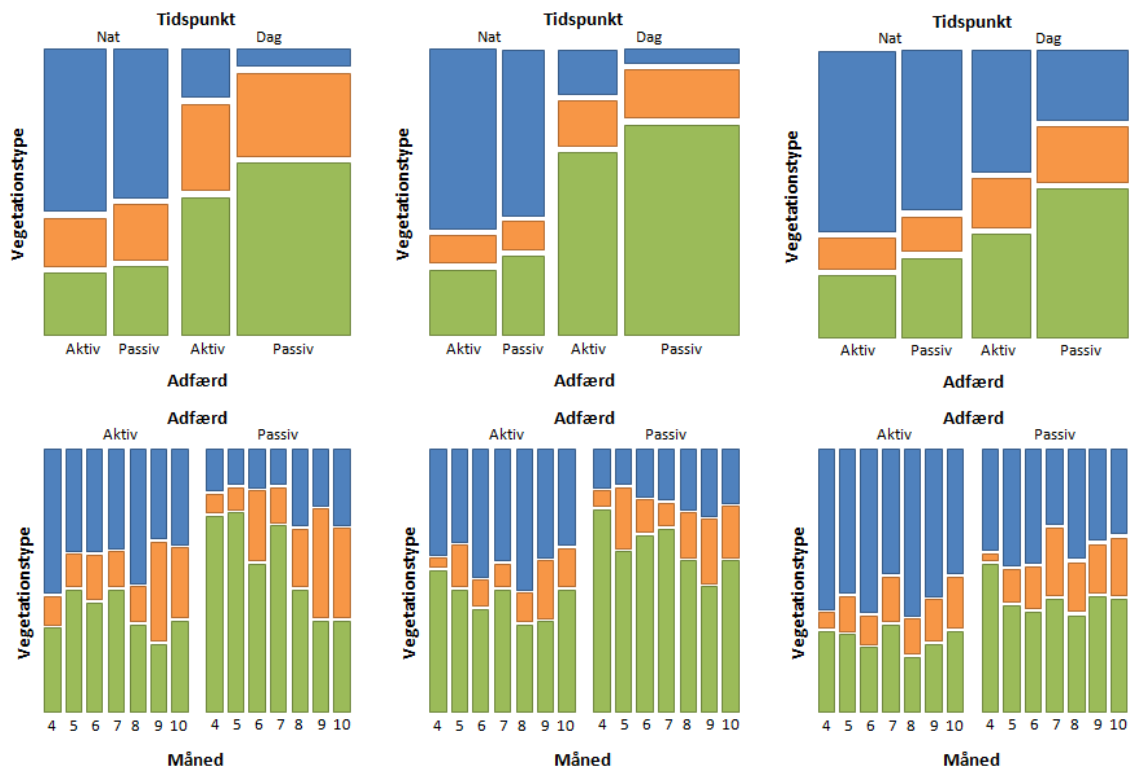 Tidspunkt
Nat Dag
Vegetationstype
Aktiv Passiv Aktiv Passiv
Adfærd
Tidspunkt
Nat Dag
Vegetationstype
Aktiv Passiv Aktiv Passiv
Adfærd
Tidspunkt
Nat Dag
Vegetationstype
Aktiv Passiv Aktiv Passiv
Adfærd
Adfærd
Aktiv Passiv
Vegetationstype
4 5 6 7 8 9 10 4 5 6 7 8 9 10
Måned
Adfærd
Aktiv Passiv
Vegetationstype
4 5 6 7 8 9 10 4 5 6 7 8 9 10
Måned
Adfærd
Aktiv Passiv
Vegetationstype
4 5 6 7 8 9 10 4 5 6 7 8 9 10
Måned